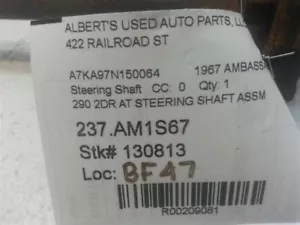 ALBERT'S USED AUTO PARTS, LL
422 RAILROAD ST
A7KA97N150064 1967 AMBASS
Steering Shaft CC: 0 Qty: 1
290 2DR AT STEERING SHAFT ASSM
237.AM1S67
Stk# 130813
Loc: BF47
R00209081